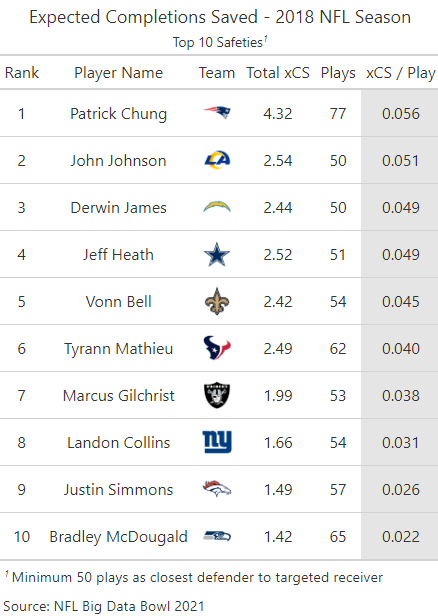 Expected Completions Saved - 2018 NFL Season
Top 10 Safeties¹
Rank Player Name Team Total xCS Plays xCS / Play
1 Patrick Chung 4.32 77 0.056
2 John Johnson 2.54 50 0.051
3 Derwin James 2.44 50 0.049
4 Jeff Heath 2.52 51 0.049
5 Vonn Bell 2.42 54 0.045
6 Tyrann Mathieu 2.49 62 0.040
7 Marcus Gilchrist RAIDERS 1.99 53 0.038
8 Landon Collins ny 1.66 54 0.031
9 Justin Simmons 1.49 57 0.026
10 Bradley McDougald 1.42 65 0.022
¹ Minimum 50 plays as closest defender to targeted receiver
Source: NFL Big Data Bowl 2021